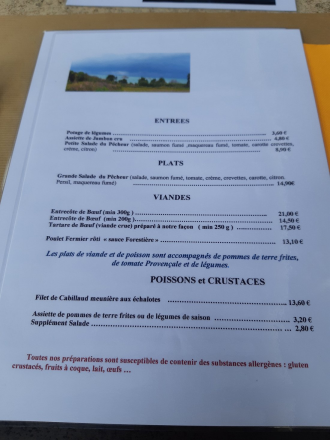 ENTREES
Potage de légumes ........ 3,60 €
Assiette de Jambon cru ........ 4,80 €
Petite Salade du Pêcheur (salade, saumon fumé, maquereau fumé, tomate, carotte, crevettes,
crème, citron) ........ 8,90 €
PLATS
Grande Salade du Pêcheur (salade, saumon fumé, tomate, crème, crevettes, carotte, citron,
Persil, maquereau fumé) ........ 14,90€
VIANDES
Entrecôte de Bœuf (min 300g ) ........ 21,00 €
Entrecôte de Bœuf (min 200g ) ........ 14,50 €
Tartare de Bœuf (viande crue) préparé à notre façon ( min 250 g ) ........ 17,50 €
Poulet Fermier rôti « sauce Forestière » ........ 13,10 €
Les plats de viande et de poisson sont accompagnés de pommes de terre frites,
de tomate Provençale et de légumes.
POISSONS et CRUSTACES
Filet de Cabillaud meunière aux échalotes ........ 13,60 €
Assiette de pommes de terre frites ou de légumes de saison ........ 3,20 €
Supplément Salade ........ 2,80 €
Toutes nos préparations sont susceptibles de contenir des substances allergènes : gluten
crustacés, fruits à coque, lait, œufs ...